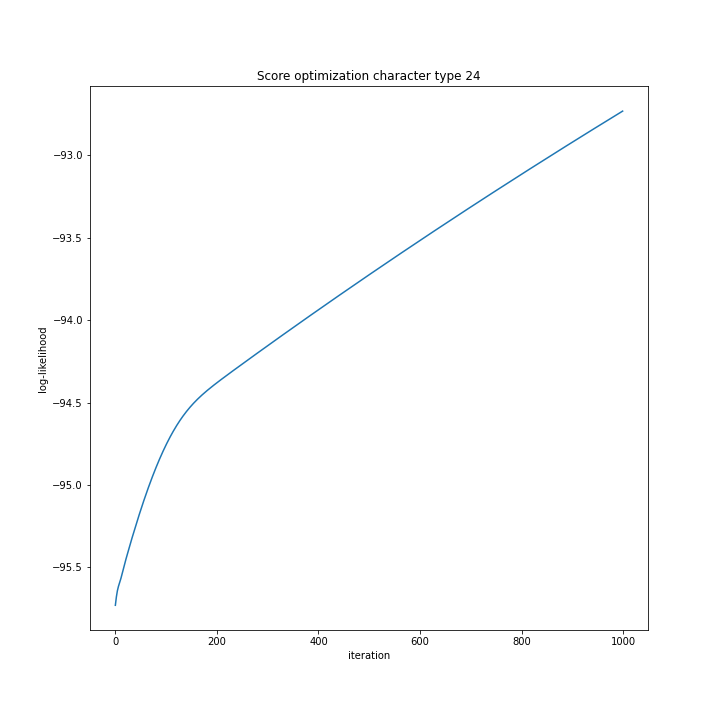 Score optimization character type 24
−93.0
−93.5
−94.0
−94.5
−95.0
−95.5
log-likelihood
0 200 400 600 800 1000
iteration